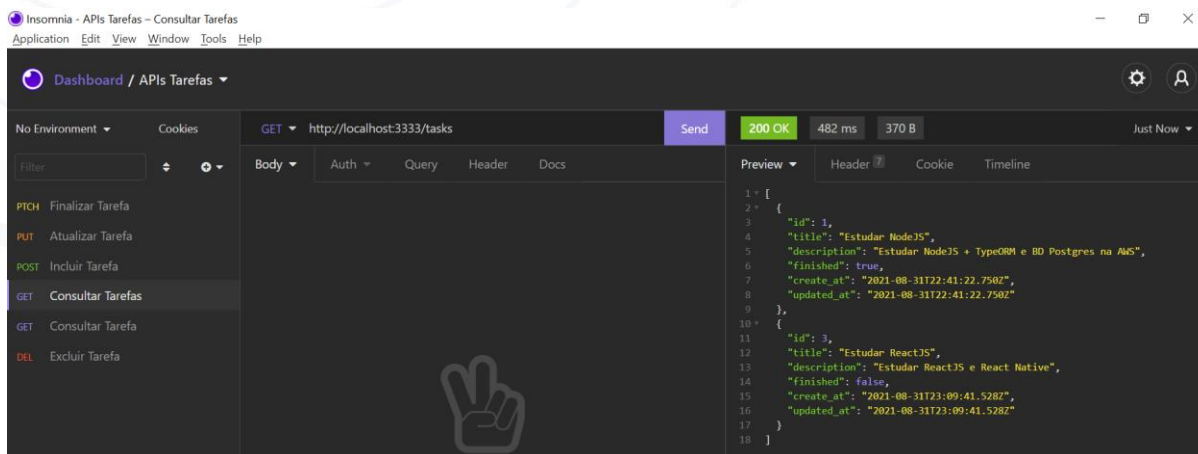 Insomnia - APIs Tarefas – Consultar Tarefas
Application Edit View Window Tools Help
Dashboard / APIs Tarefas
No Environment Cookies
GET http://localhost:3333/tasks Send
200 OK 482 ms 370 B Just Now
Filter
Body Auth Query Header Docs
Preview Header 7 Cookie Timeline
PTCH Finalizar Tarefa
PUT Atualizar Tarefa
POST Incluir Tarefa
GET Consultar Tarefas
GET Consultar Tarefa
DEL Excluir Tarefa
1 [
2 {
3 "id": 1,
4 "title": "Estudar NodeJS",
5 "description": "Estudar NodeJS + TypeORM e BD Postgres na AWS",
6 "finished": true,
7 "create_at": "2021-08-31T22:41:22.750Z",
8 "updated_at": "2021-08-31T22:41:22.750Z"
9 },
10 {
11 "id": 3,
12 "title": "Estudar ReactJS",
13 "description": "Estudar ReactJS e React Native",
14 "finished": false,
15 "create_at": "2021-08-31T23:09:41.528Z",
16 "updated_at": "2021-08-31T23:09:41.528Z"
17 }
18 ]